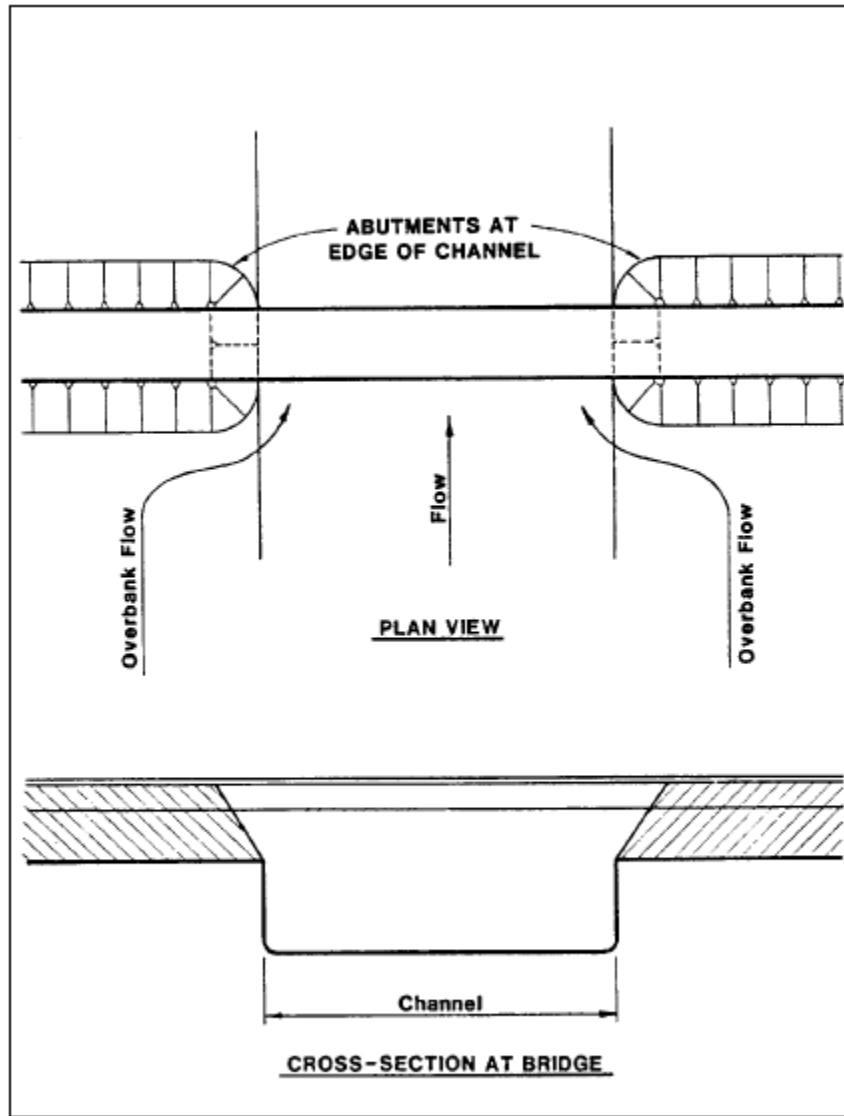 ABUTMENTS AT
EDGE OF CHANNEL
Overbank Flow
Flow
Overbank Flow
PLAN VIEW
Channel
CROSS-SECTION AT BRIDGE